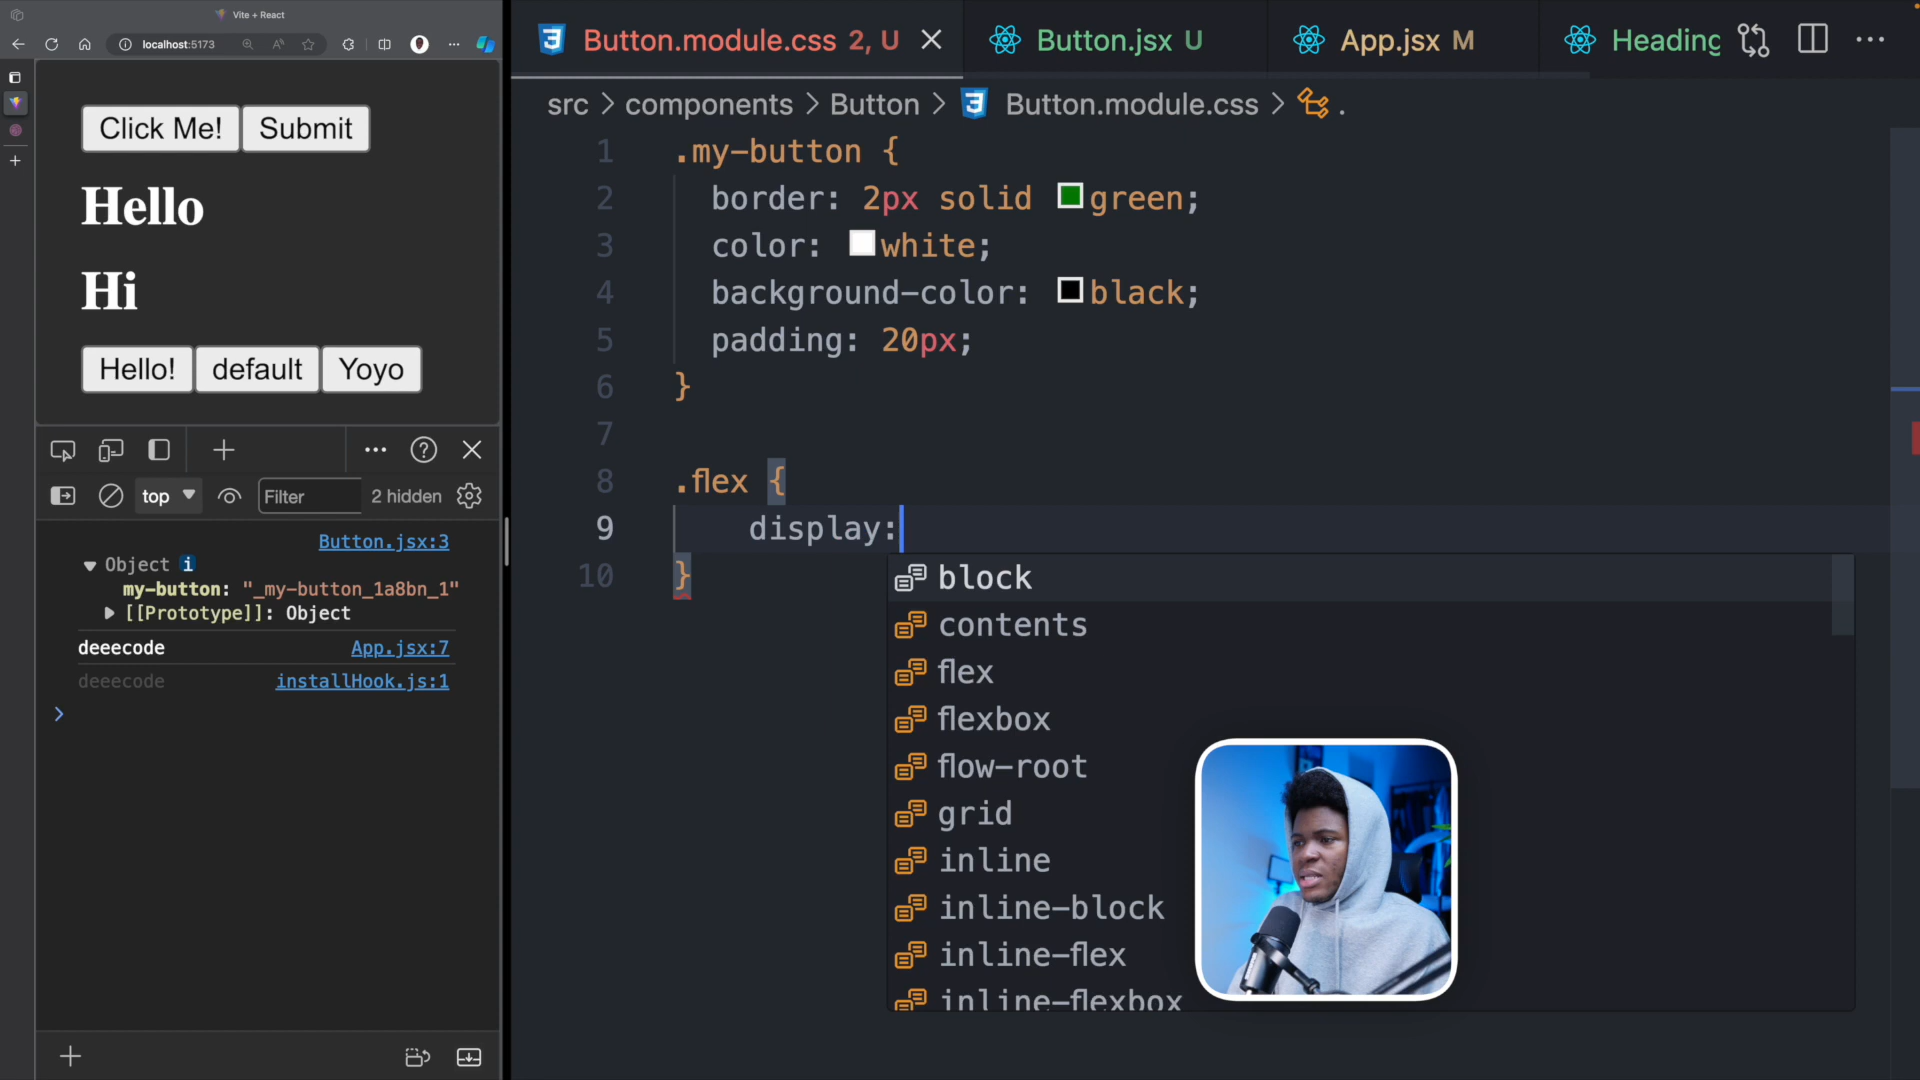 Vite + React
localhost:5173
Click Me! Submit
Hello
Hi
Hello! default Yoyo
top Filter 2 hidden
Button.jsx:3
Object i
my-button: "_my-button_1a8bn_1"
[[Prototype]]: Object
deeecode App.jsx:7
deeecode installHook.js:1
Button.module.css 2, U
Button.jsx U
App.jsx M
Heading
src > components > Button > Button.module.css > .
1 .my-button {
2 border: 2px solid green;
3 color: white;
4 background-color: black;
5 padding: 20px;
6 }
7
8 .flex {
9 display:
10 }
block
contents
flex
flexbox
flow-root
grid
inline
inline-block
inline-flex
inline-flexbox